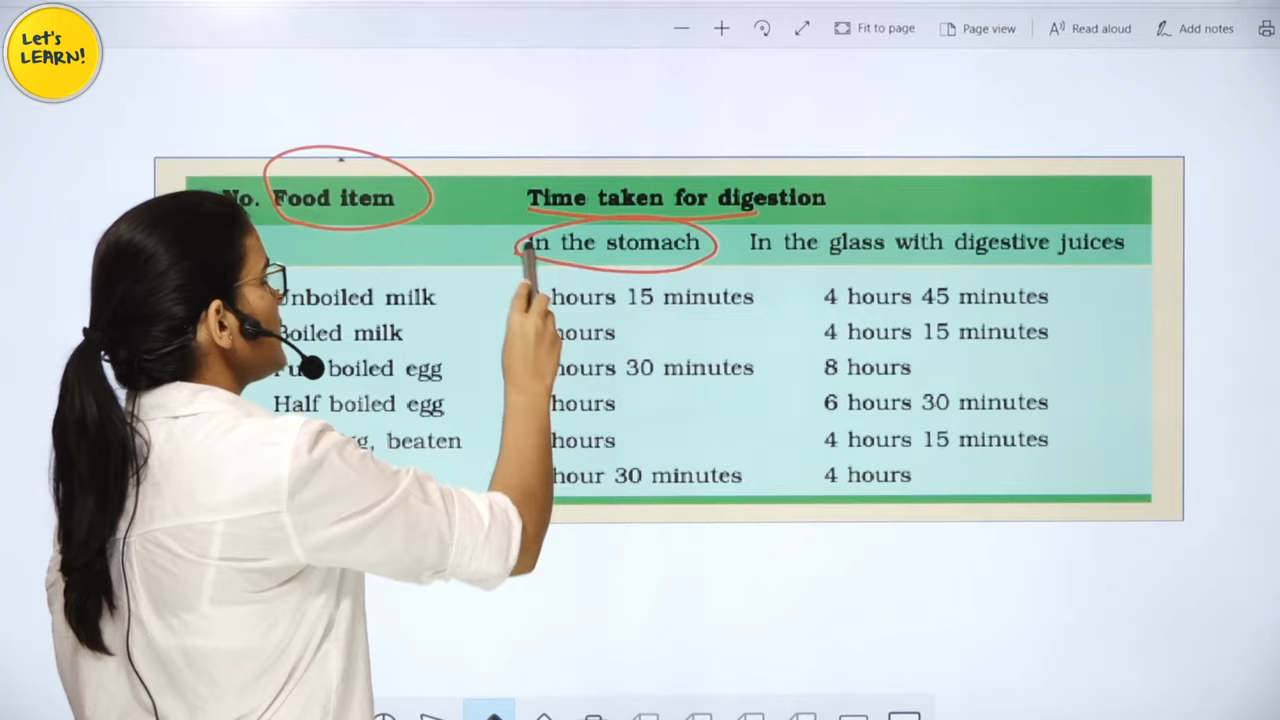 Let's
LEARN!
Fit to page
Page view
Read aloud
Add notes
No. Food item Time taken for digestion
In the stomach In the glass with digestive juices
Unboiled milk hours 15 minutes 4 hours 45 minutes
Boiled milk hours 4 hours 15 minutes
boiled egg hours 30 minutes 8 hours
Half boiled egg hours 6 hours 30 minutes
beaten hours 4 hours 15 minutes
hour 30 minutes 4 hours